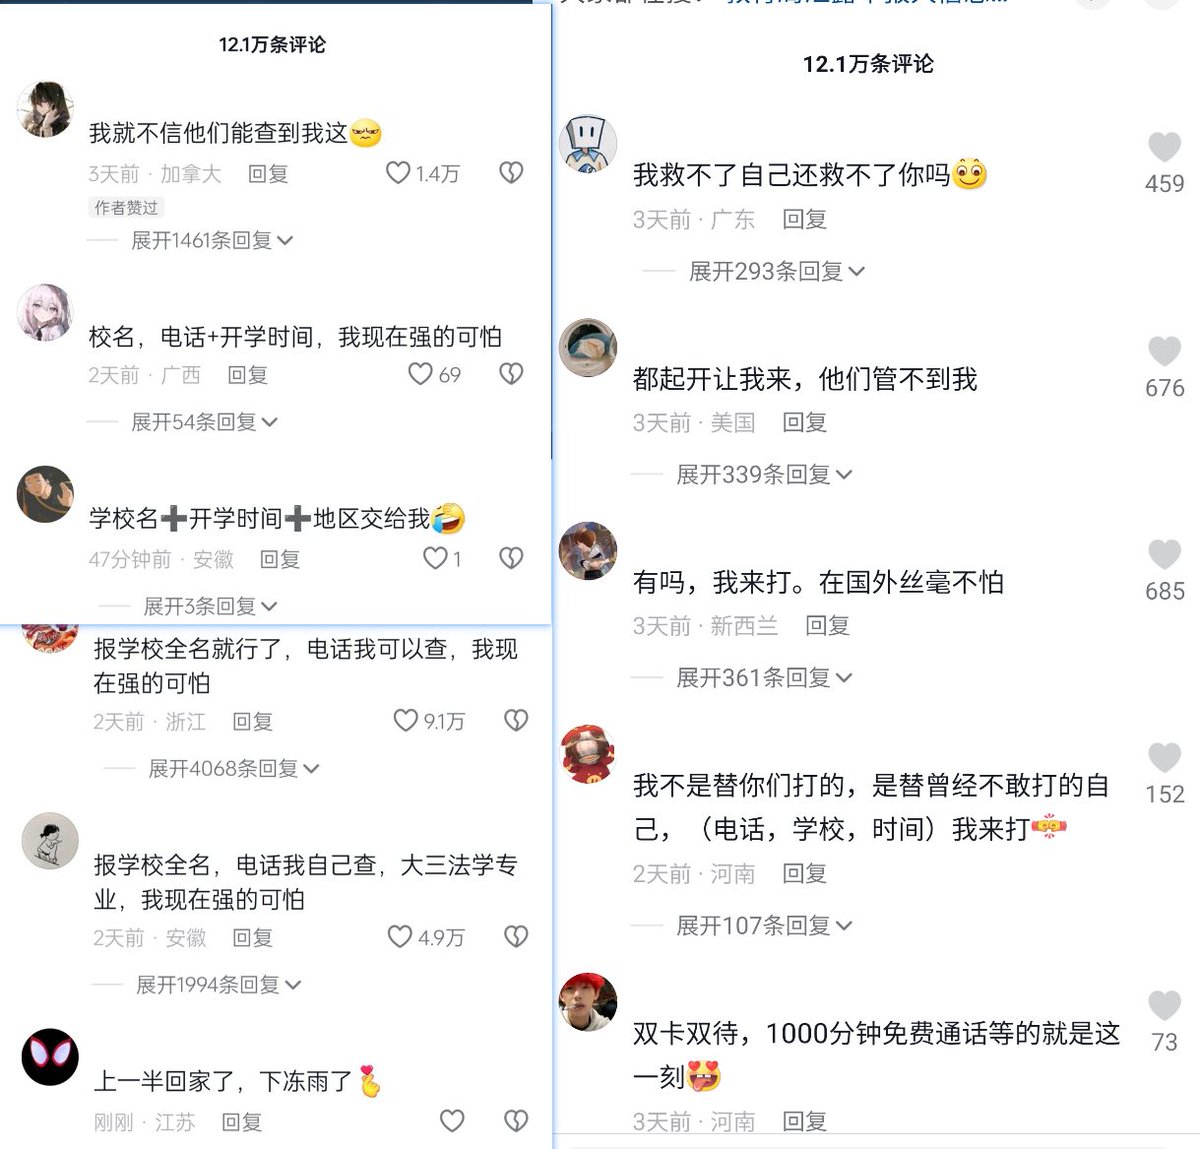 12.1万条评论
我就不信他们能查到我这
3天前 · 加拿大 回复 1.4万
作者赞过
展开1461条回复
校名，电话+开学时间，我现在强的可怕
2天前 · 广西 回复 69
展开54条回复
学校名➕开学时间➕地区交给我🤣
47分钟前 · 安徽 回复 1
展开3条回复
报学校全名就行了，电话我可以查，我现
在强的可怕
2天前 · 浙江 回复 9.1万
展开4068条回复
报学校全名，电话我自己查，大三法学专
业，我现在强的可怕
2天前 · 安徽 回复 4.9万
展开1994条回复
上一半回家了，下冻雨了
刚刚 · 江苏 回复
12.1万条评论
我救不了自己还救不了你吗
3天前 · 广东 回复
459
展开293条回复
都起开让我来，他们管不到我
3天前 · 美国 回复
676
展开339条回复
有吗，我来打。在国外丝毫不怕
3天前 · 新西兰 回复
685
展开361条回复
我不是替你们打的，是替曾经不敢打的自
己，（电话，学校，时间）我来打
2天前 · 河南 回复
152
展开107条回复
双卡双待，1000分钟免费通话等的就是这
一刻
3天前 · 河南 回复
73